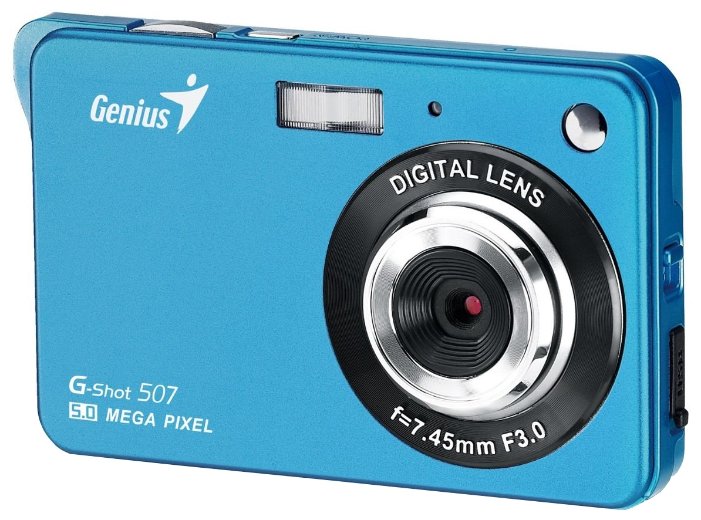 Genius
DIGITAL LENS
G-Shot 507
5.0 MEGA PIXEL
f=7.45mm F3.0